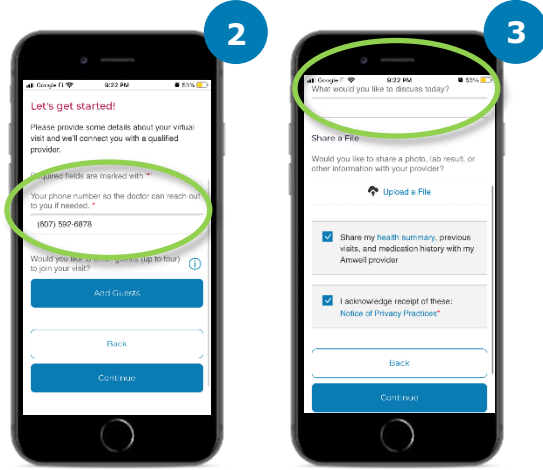 2
Google Fi 9:22 PM 53%
Let's get started!
Please provide some details about your virtual
visit and we'll connect you with a qualified
provider.
Required fields are marked with "*"
Your phone number so the doctor can reach out
to you if needed. *
(607) 592-6878
Would you like to email guests (up to four)
to join your visit?
Add Guests
Back
Continue
3
Google Fi 9:22 PM 53%
What would you like to discuss today?
Share a File
Would you like to share a photo, lab result, or
other information with your provider?
Upload a File
Share my health summary, previous
visits, and medication history with my
Amwell provider
I acknowledge receipt of these:
Notice of Privacy Practices*
Back
Continue